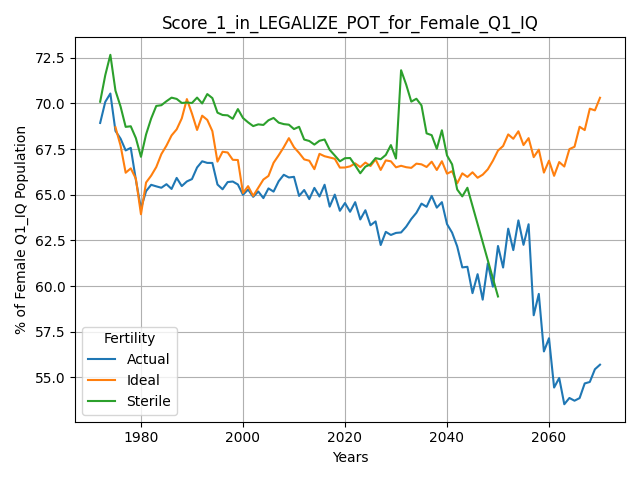 Score_1_in_LEGALIZE_POT_for_Female_Q1_IQ
% of Female Q1_IQ Population
72.5
70.0
67.5
65.0
62.5
60.0
57.5
55.0
Fertility
Actual
Ideal
Sterile
1980 2000 2020 2040 2060
Years